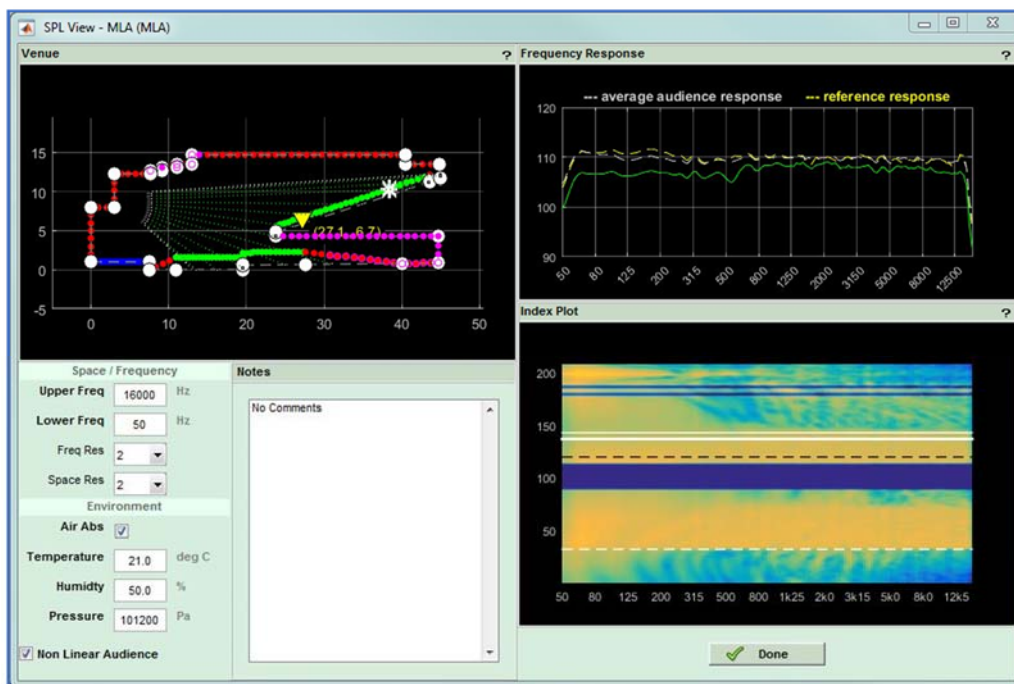 SPL View - MLA (MLA)
Venue ?
15
10
5
0
-5
0 10 20 30 40 50
(27.1, 6.7)
Space / Frequency
Upper Freq 16000 Hz
Lower Freq 50 Hz
Freq Res 2
Space Res 2
Environment
Air Abs
Temperature 21.0 deg C
Humidty 50.0 %
Pressure 101200 Pa
Non Linear Audience
Notes
No Comments
Frequency Response ?
--- average audience response --- reference response
120
110
100
90
50 80 125 200 315 500 800 1250 2000 3150 5000 8000 12500
Index Plot ?
200
150
100
50
50 80 125 200 315 500 800 1k25 2k0 3k15 5k0 8k0 12k5
Done